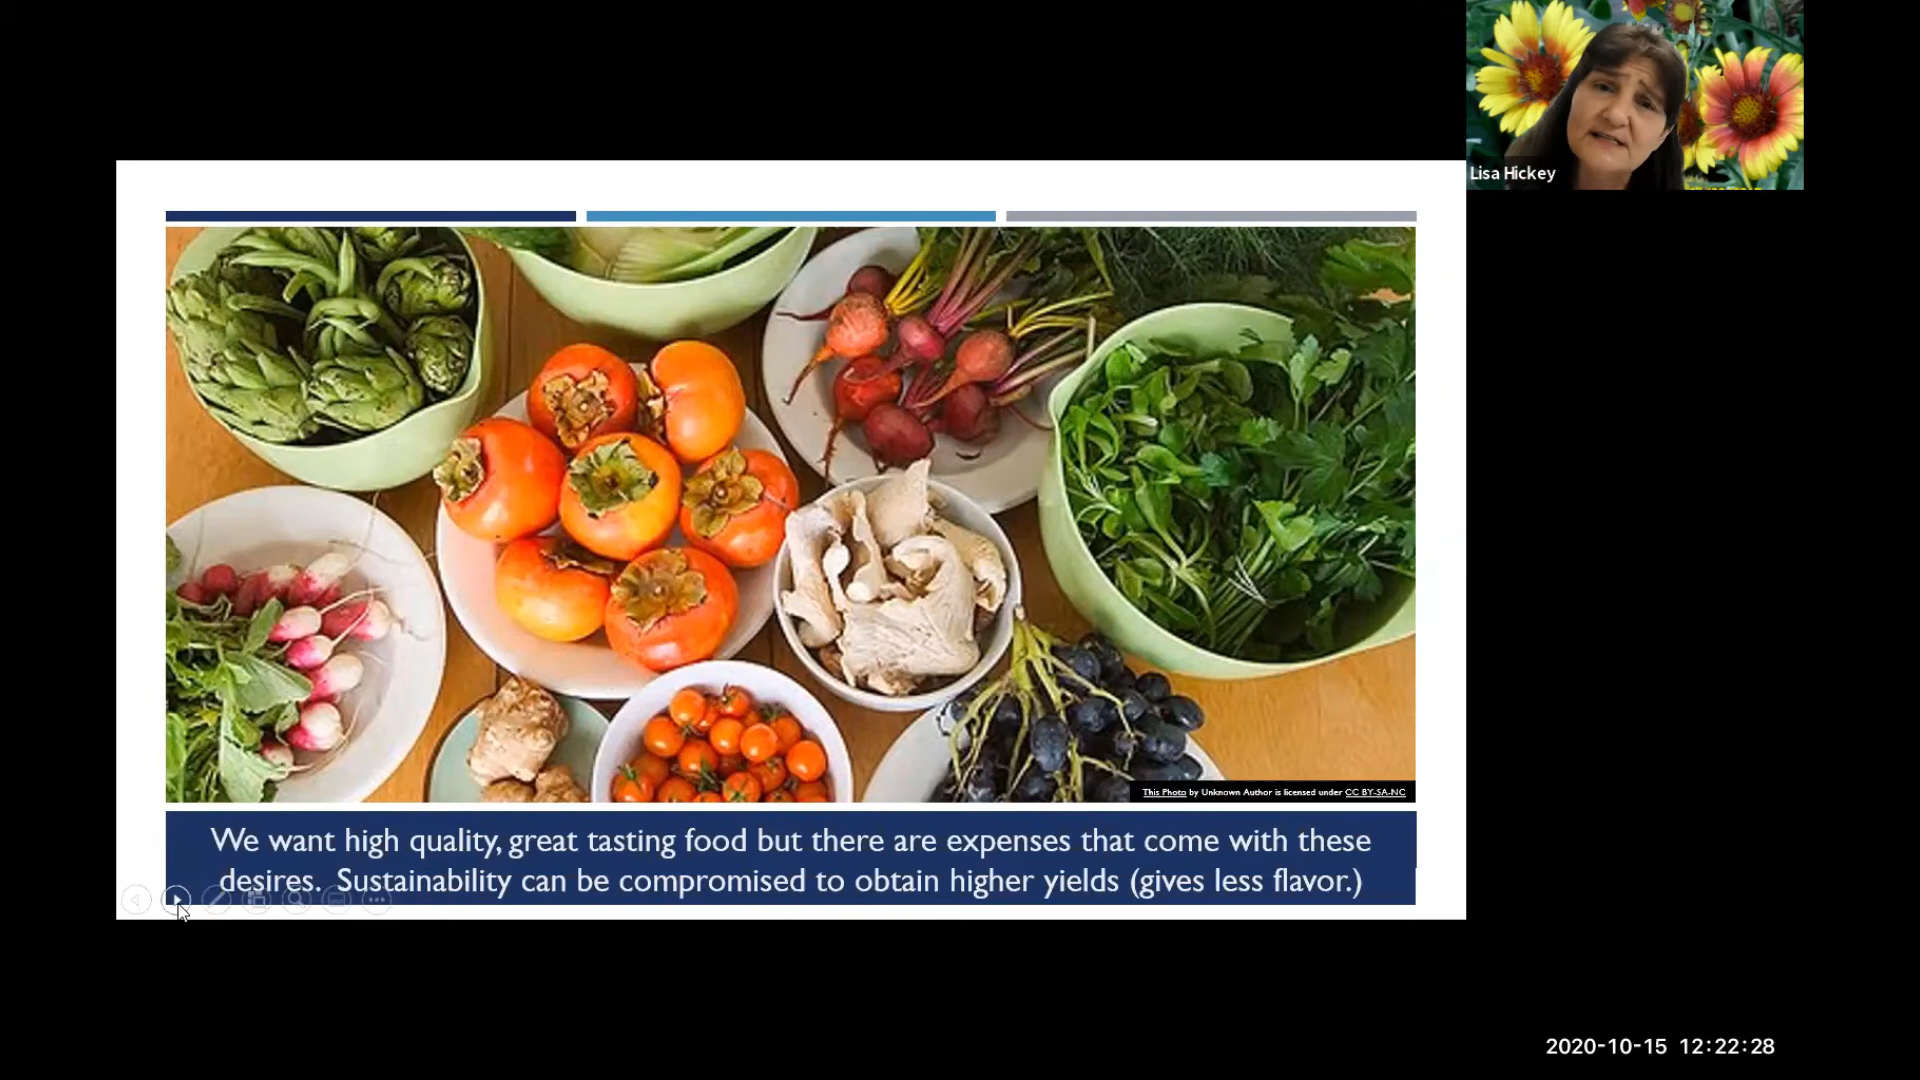 Lisa Hickey
This Photo by Unknown Author is licensed under CC BY-SA-NC
We want high quality, great tasting food but there are expenses that come with these
desires. Sustainability can be compromised to obtain higher yields (gives less flavor.)
2020-10-15 12:22:28